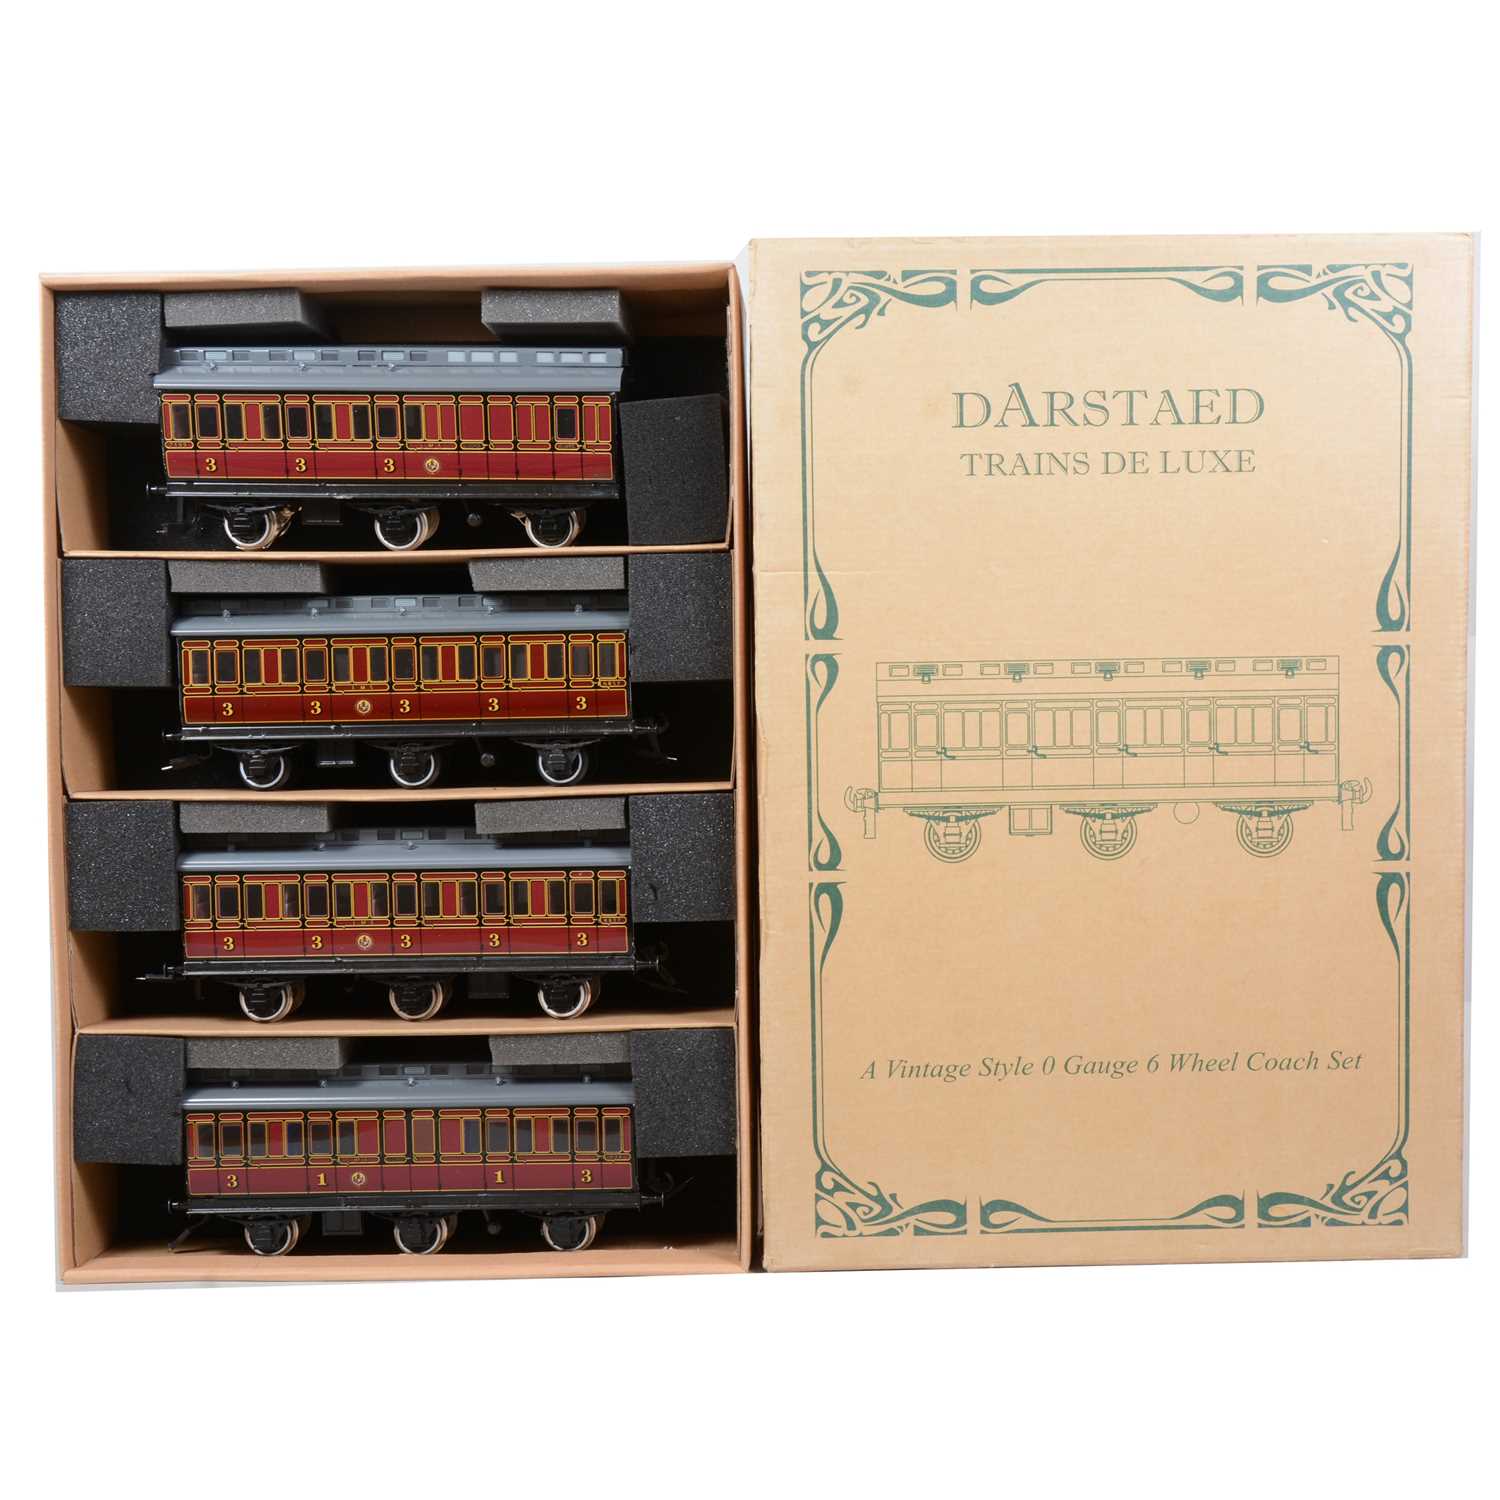 DARSTAED
TRAINS DE LUXE
A Vintage Style 0 Gauge 6 Wheel Coach Set
3 3 3
3 3 3 3 3
L M S
3 3 3 3 3
3 1 1 3